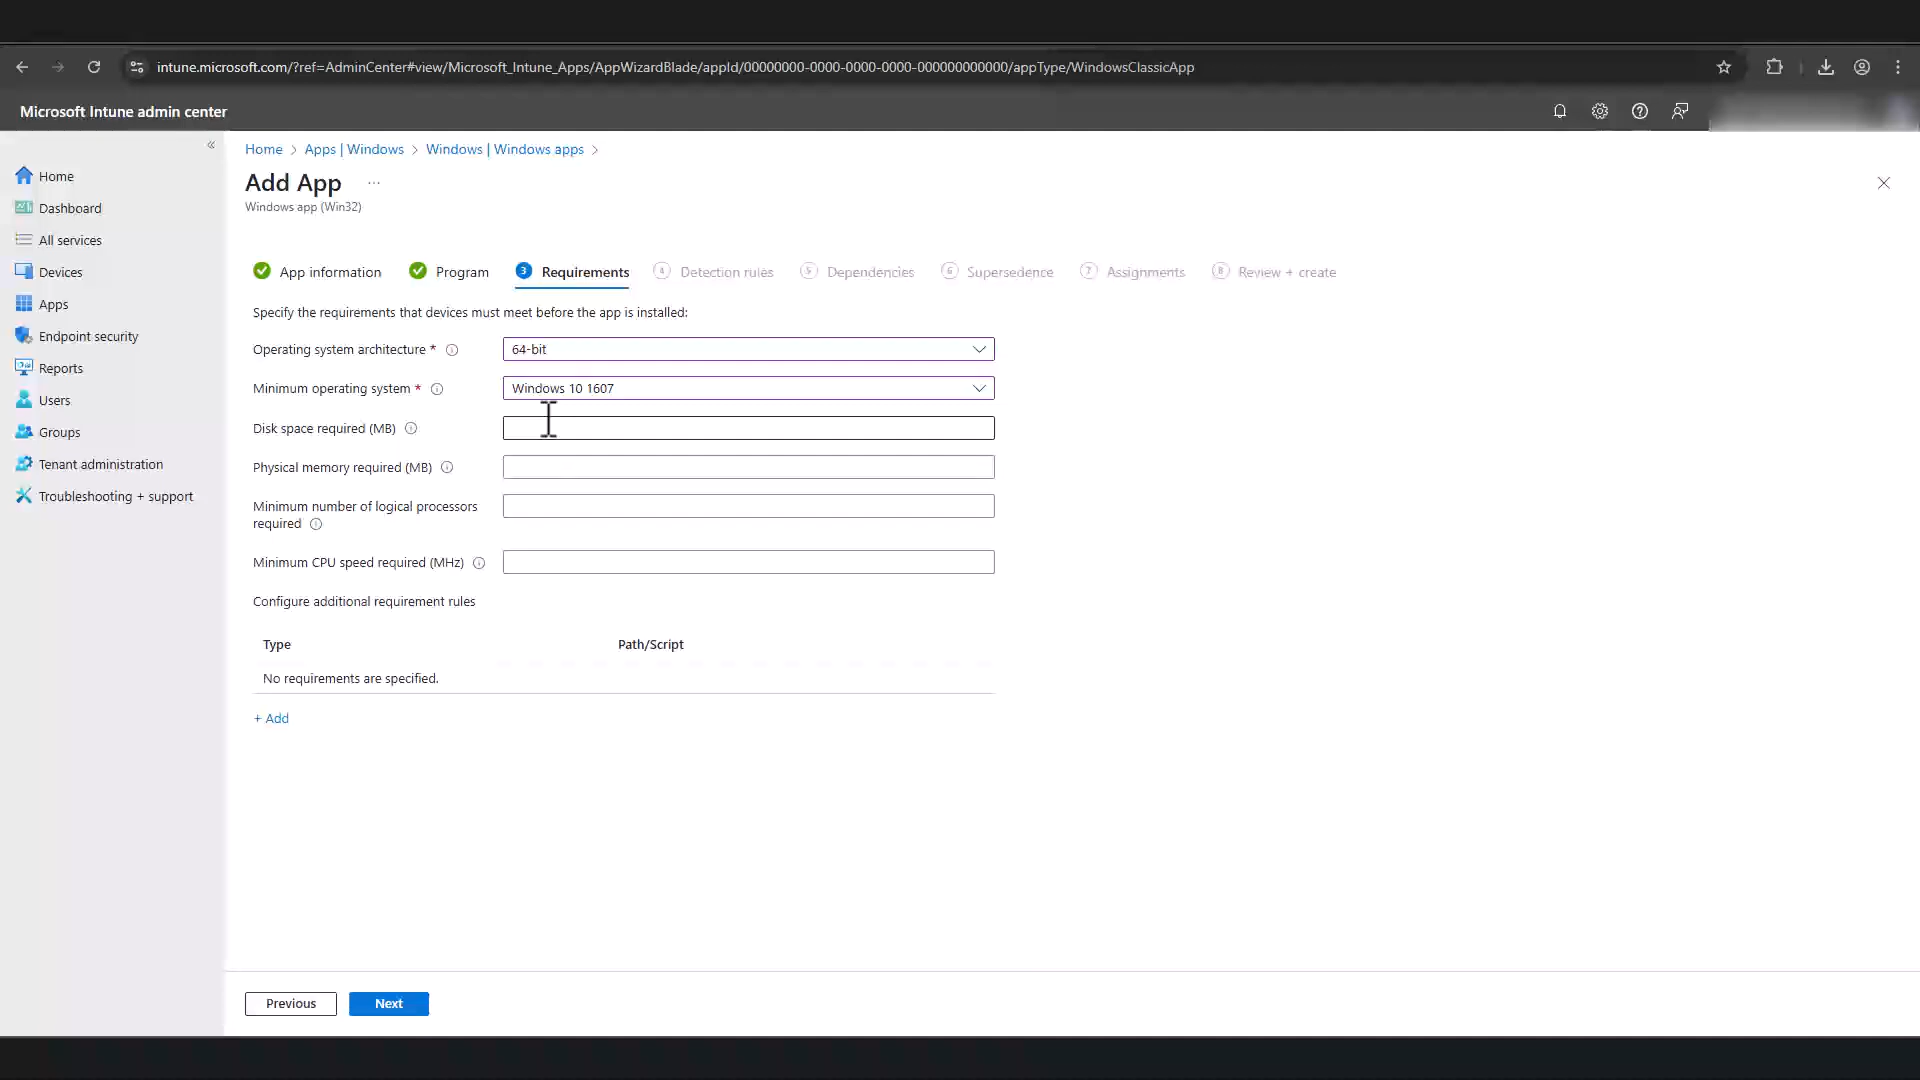 intune.microsoft.com/?ref=AdminCenter#view/Microsoft_Intune_Apps/AppWizardBlade/appId/00000000-0000-0000-0000-000000000000/appType/WindowsClassicApp
Microsoft Intune admin center
Home > Apps | Windows > Windows | Windows apps >
Add App ...
Windows app (Win32)
Home
Dashboard
All services
Devices
Apps
Endpoint security
Reports
Users
Groups
Tenant administration
Troubleshooting + support
App information Program 3 Requirements 4 Detection rules 5 Dependencies 6 Supersedence 7 Assignments 8 Review + create
Specify the requirements that devices must meet before the app is installed:
Operating system architecture * 64-bit
Minimum operating system * Windows 10 1607
Disk space required (MB)
Physical memory required (MB)
Minimum number of logical processors
required
Minimum CPU speed required (MHz)
Configure additional requirement rules
Type Path/Script
No requirements are specified.
+ Add
Previous Next